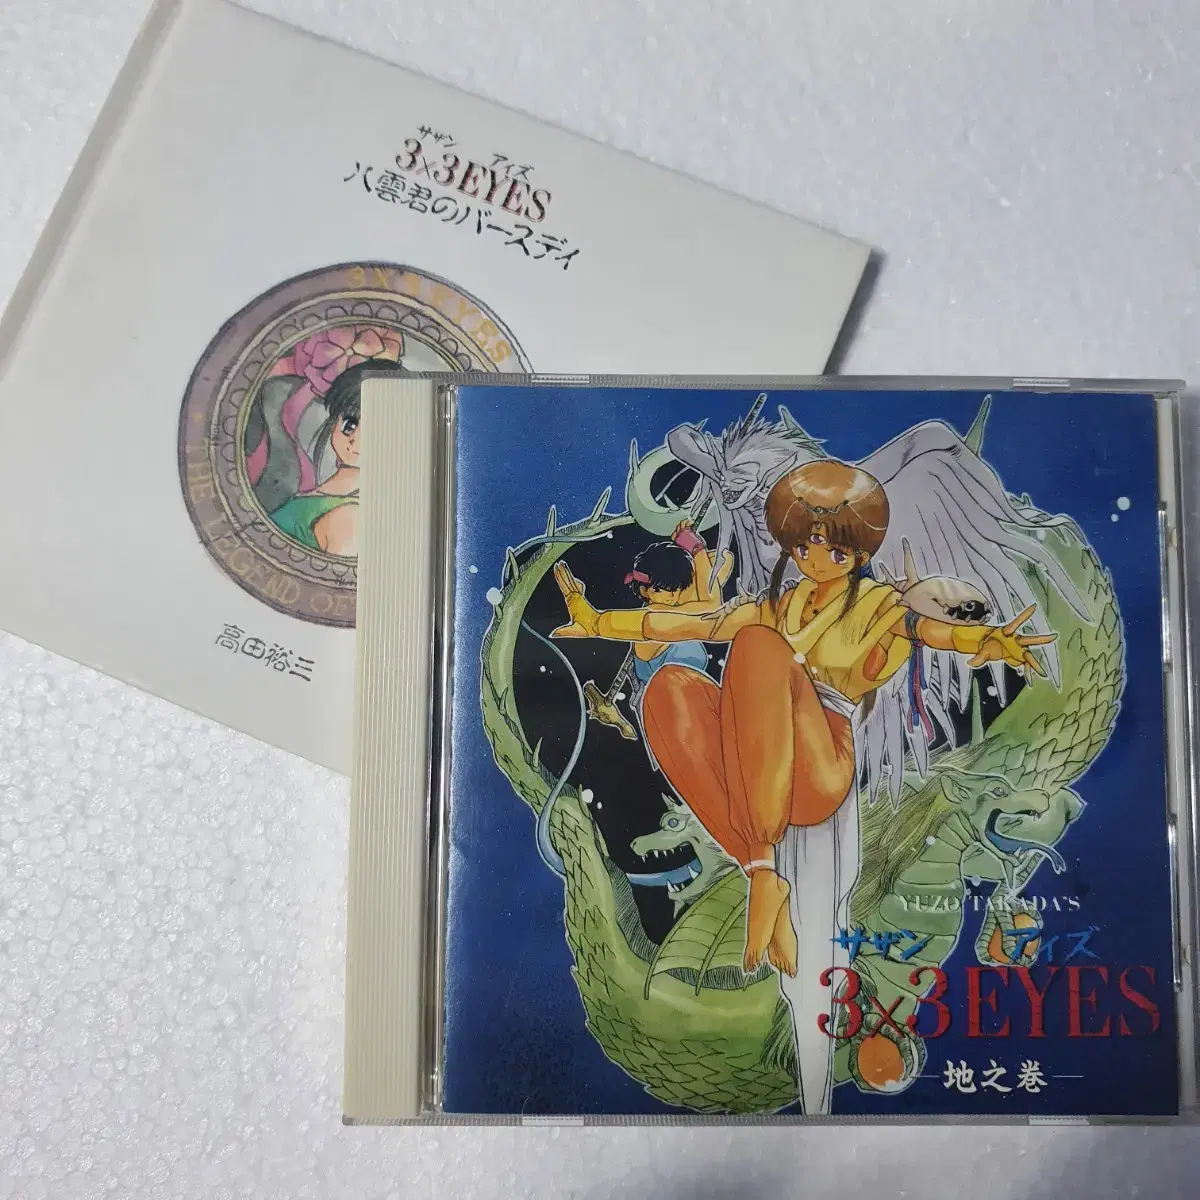 サザン アイズ
3×3EYES
八雲君のバースデイ
3×3EYES
THE LEGEND OF
高田裕三
YUZO TAKADA'S
サザン アイズ
3×3EYES
地之巻